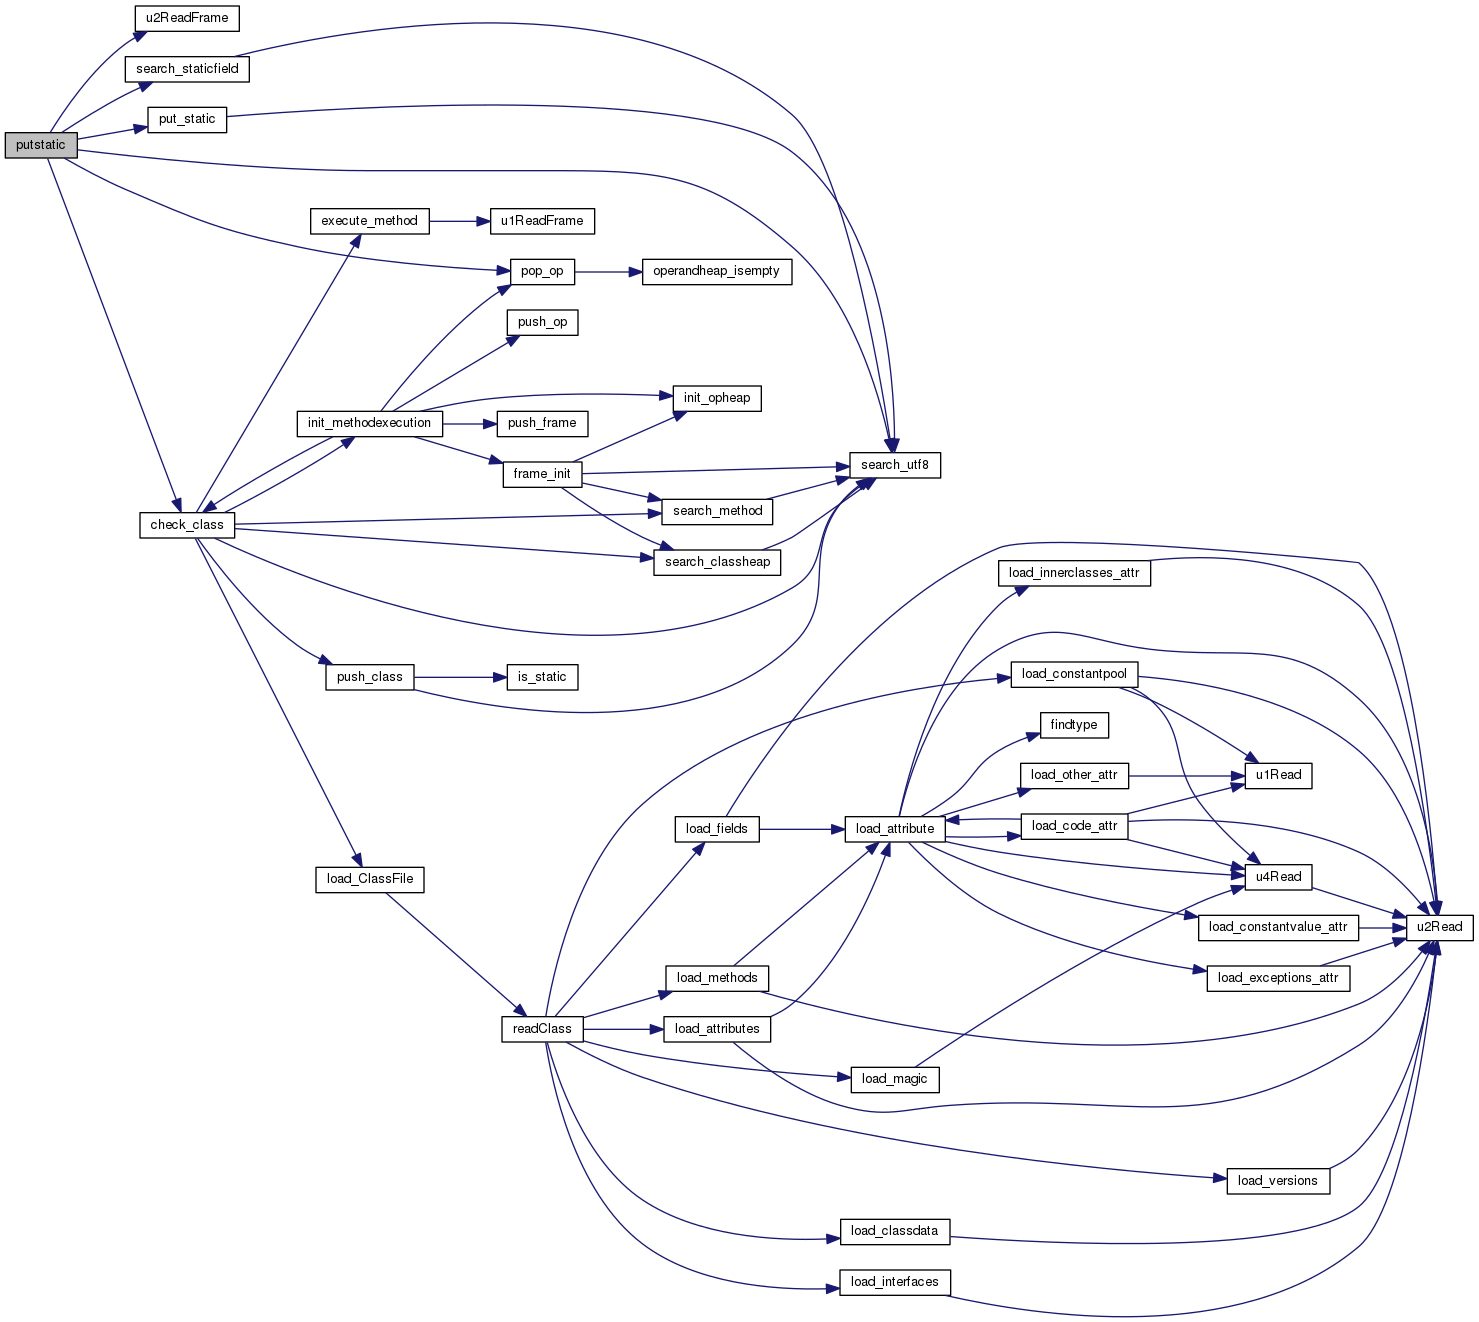 u2ReadFrame
search_staticfield
put_static
putstatic
execute_method
u1ReadFrame
pop_op
operandheap_isempty
push_op
init_opheap
init_methodexecution
push_frame
search_utf8
frame_init
search_method
check_class
search_classheap
load_innerclasses_attr
push_class
is_static
load_constantpool
findtype
load_other_attr
u1Read
load_fields
load_attribute
load_code_attr
load_ClassFile
u4Read
load_constantvalue_attr
u2Read
load_methods
load_exceptions_attr
readClass
load_attributes
load_magic
load_versions
load_classdata
load_interfaces